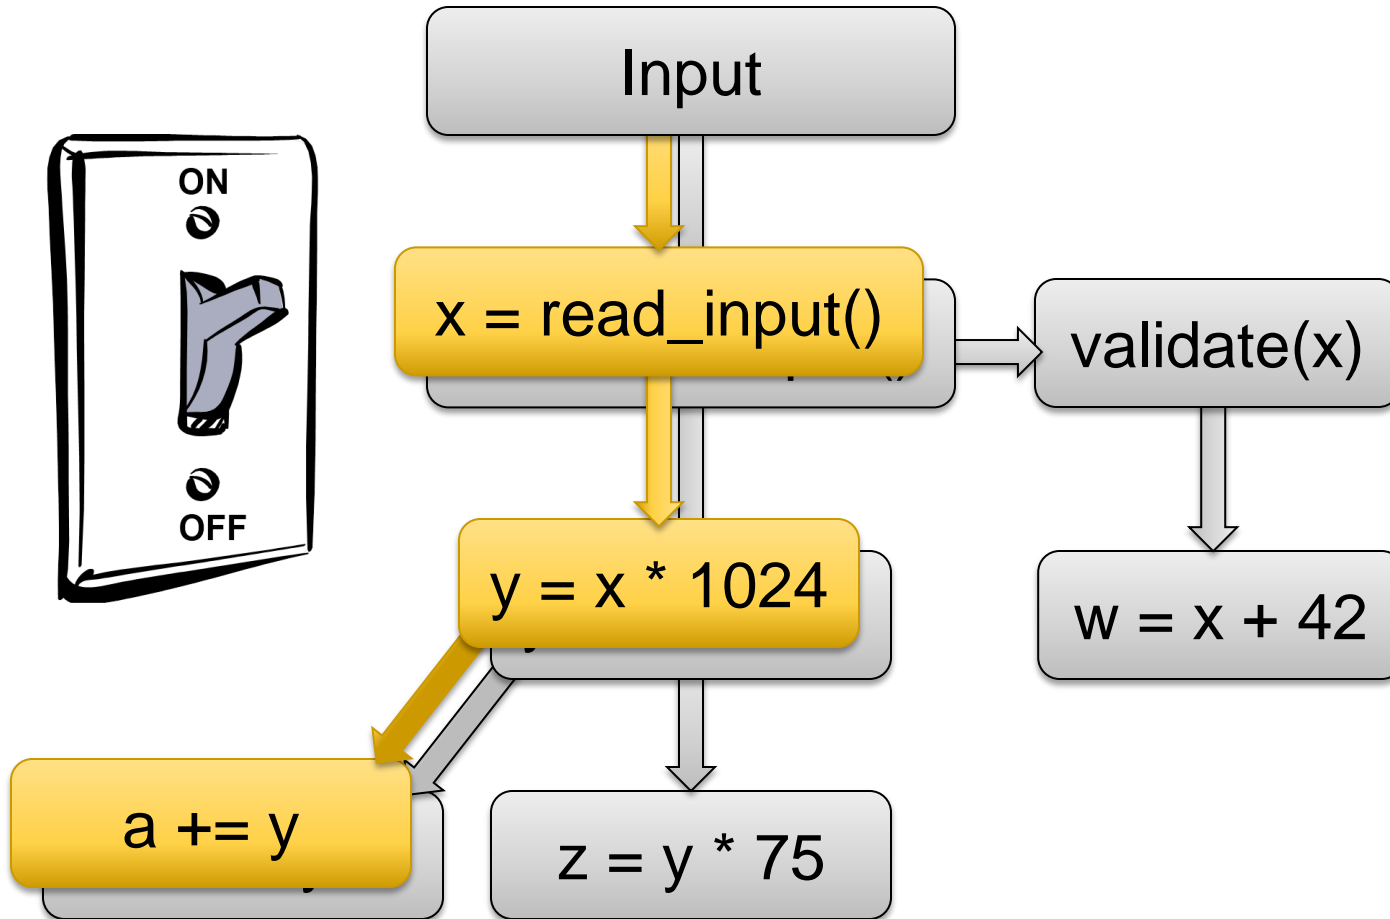 Input
ON
x = read_input()
validate(x)
OFF
y = x * 1024
w = x + 42
a += y
z = y * 75